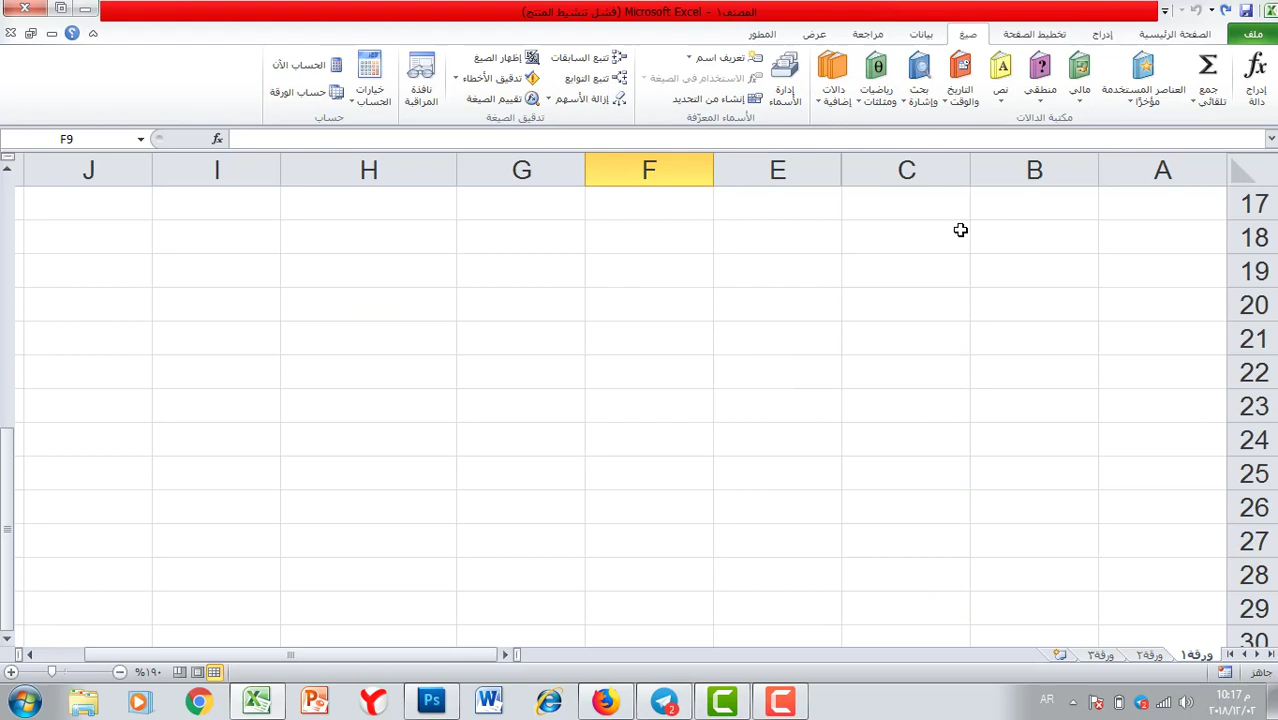 المصنف١ - Microsoft Excel (فشل تنشيط المنتج)
ملف الصفحة الرئيسية إدراج تخطيط الصفحة صيغ بيانات مراجعة عرض المطور
إدراج دالة
جمع تلقائي
العناصر المستخدمة مؤخرًا
مالي
منطقي
نص
التاريخ والوقت
بحث وإشارة
رياضيات ومثلثات
دالات إضافية
مكتبة الدالات
إدارة الأسماء
تعريف اسم
الاستخدام في الصيغة
إنشاء من التحديد
الأسماء المعرّفة
تتبع السابقات
تتبع التوابع
إزالة الأسهم
إظهار الصيغ
تدقيق الأخطاء
تقييم الصيغة
نافذة المراقبة
تدقيق الصيغة
خيارات الحساب
الحساب الآن
حساب الورقة
حساب
F9 fx
A B C E F G H I J
17
18
19
20
21
22
23
24
25
26
27
28
29
30
ورقة١ ورقة٢ ورقة٣
جاهز
١٩٠%
AR
10:17 م
٢٠١٨/١٢/٠٢